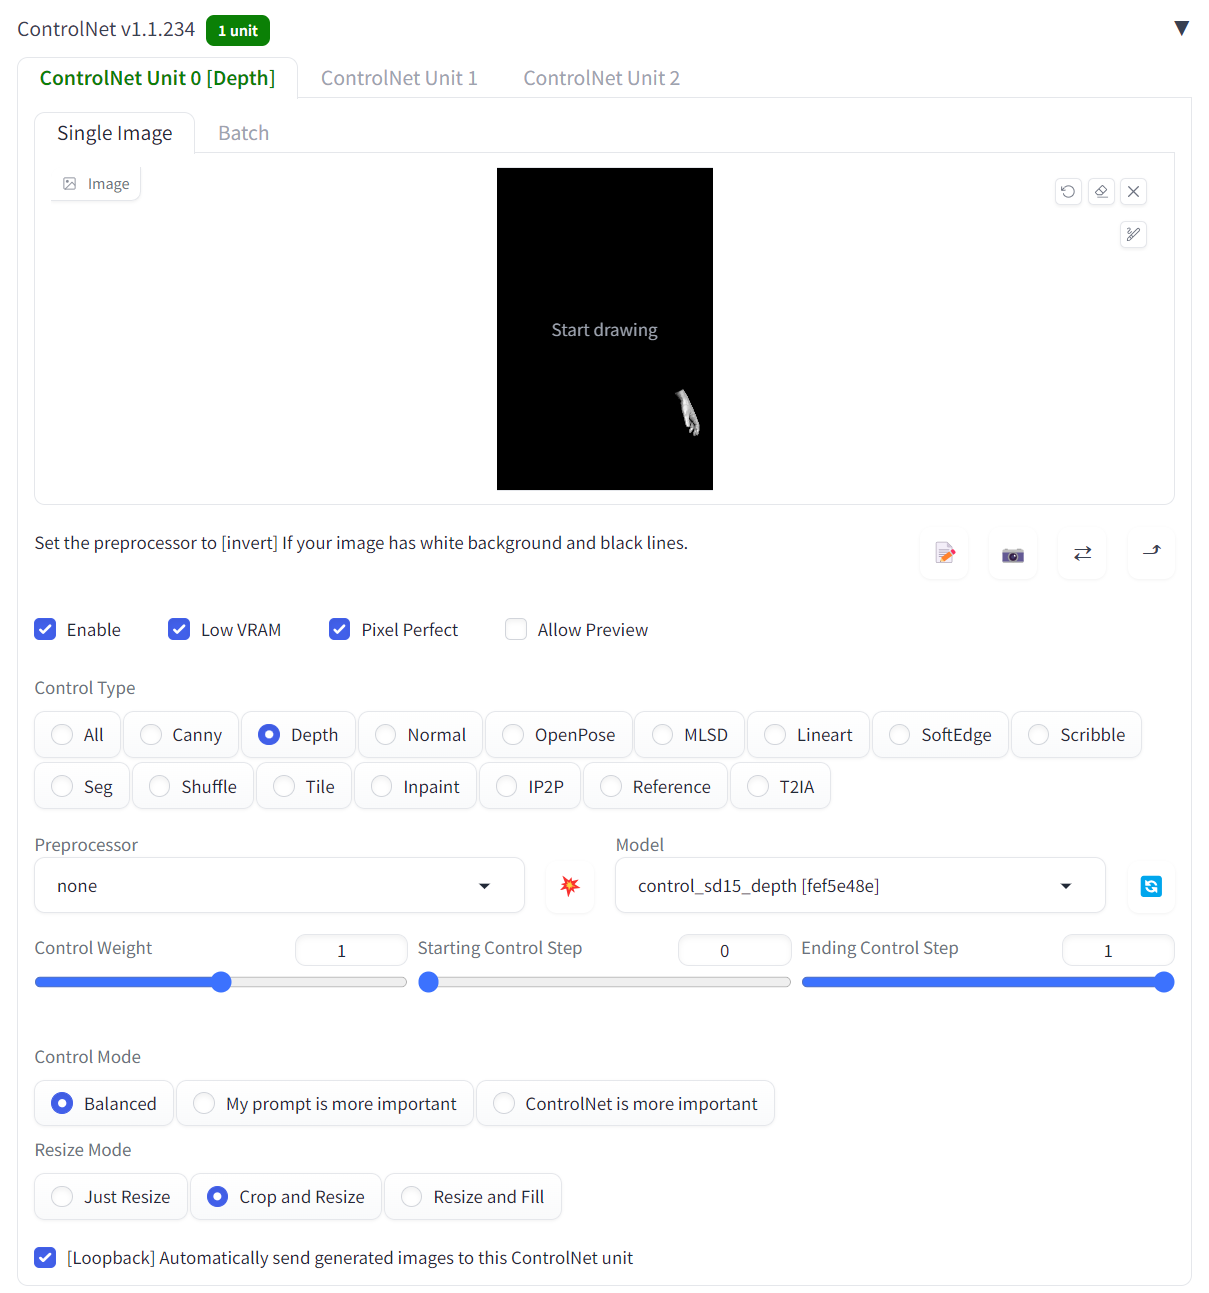 ControlNet v1.1.234 1 unit ▼
ControlNet Unit 0 [Depth] ControlNet Unit 1 ControlNet Unit 2
Single Image Batch
Image
Start drawing
Set the preprocessor to [invert] If your image has white background and black lines.
Enable Low VRAM Pixel Perfect Allow Preview
Control Type
All Canny Depth Normal OpenPose MLSD Lineart SoftEdge Scribble
Seg Shuffle Tile Inpaint IP2P Reference T2IA
Preprocessor Model
none control_sd15_depth [fef5e48e]
Control Weight 1 Starting Control Step 0 Ending Control Step 1
Control Mode
Balanced My prompt is more important ControlNet is more important
Resize Mode
Just Resize Crop and Resize Resize and Fill
[Loopback] Automatically send generated images to this ControlNet unit